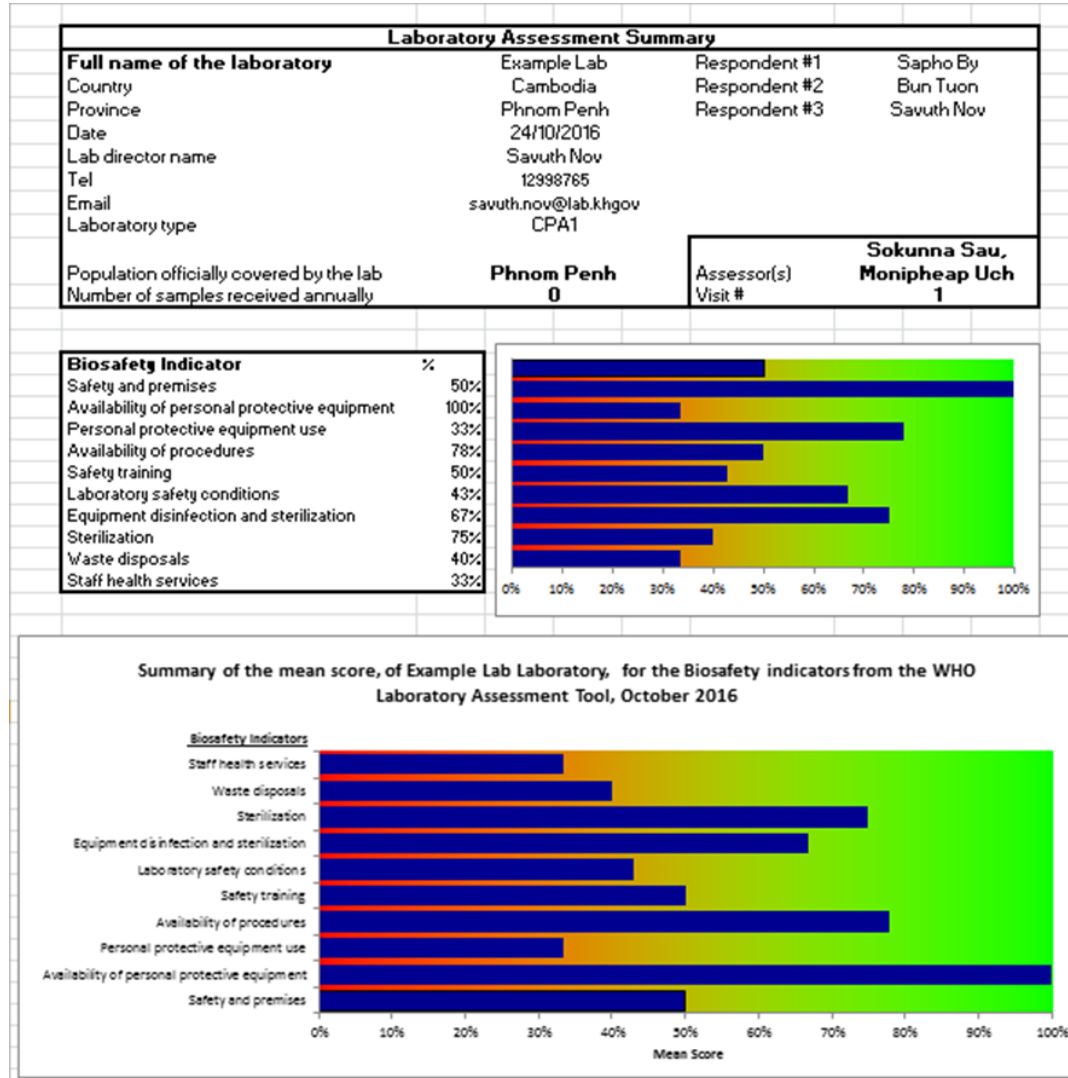 Laboratory Assessment Summary
Full name of the laboratory Example Lab Respondent #1 Sapho By
Country Cambodia Respondent #2 Bun Tuon
Province Phnom Penh Respondent #3 Savuth Nov
Date 24/10/2016
Lab director name Savuth Nov
Tel 12998765
Email savuth.nov@lab.khgov
Laboratory type CPA1
Sokunna Sau,
Population officially covered by the lab Phnom Penh Assessor(s) Monipheap Uch
Number of samples received annually 0 Visit # 1
Biosafety Indicator %
Safety and premises 50%
Availability of personal protective equipment 100%
Personal protective equipment use 33%
Availability of procedures 78%
Safety training 50%
Laboratory safety conditions 43%
Equipment disinfection and sterilization 67%
Sterilization 75%
Waste disposals 40%
Staff health services 33%
0% 10% 20% 30% 40% 50% 60% 70% 80% 90% 100%
Summary of the mean score, of Example Lab Laboratory, for the Biosafety indicators from the WHO
Laboratory Assessment Tool, October 2016
Biosafety Indicators
Staff health services
Waste disposals
Sterilization
Equipment disinfection and sterilization
Laboratory safety conditions
Safety training
Availability of procedures
Personal protective equipment use
Availability of personal protective equipment
Safety and premises
0% 10% 20% 30% 40% 50% 60% 70% 80% 90% 100%
Mean Score